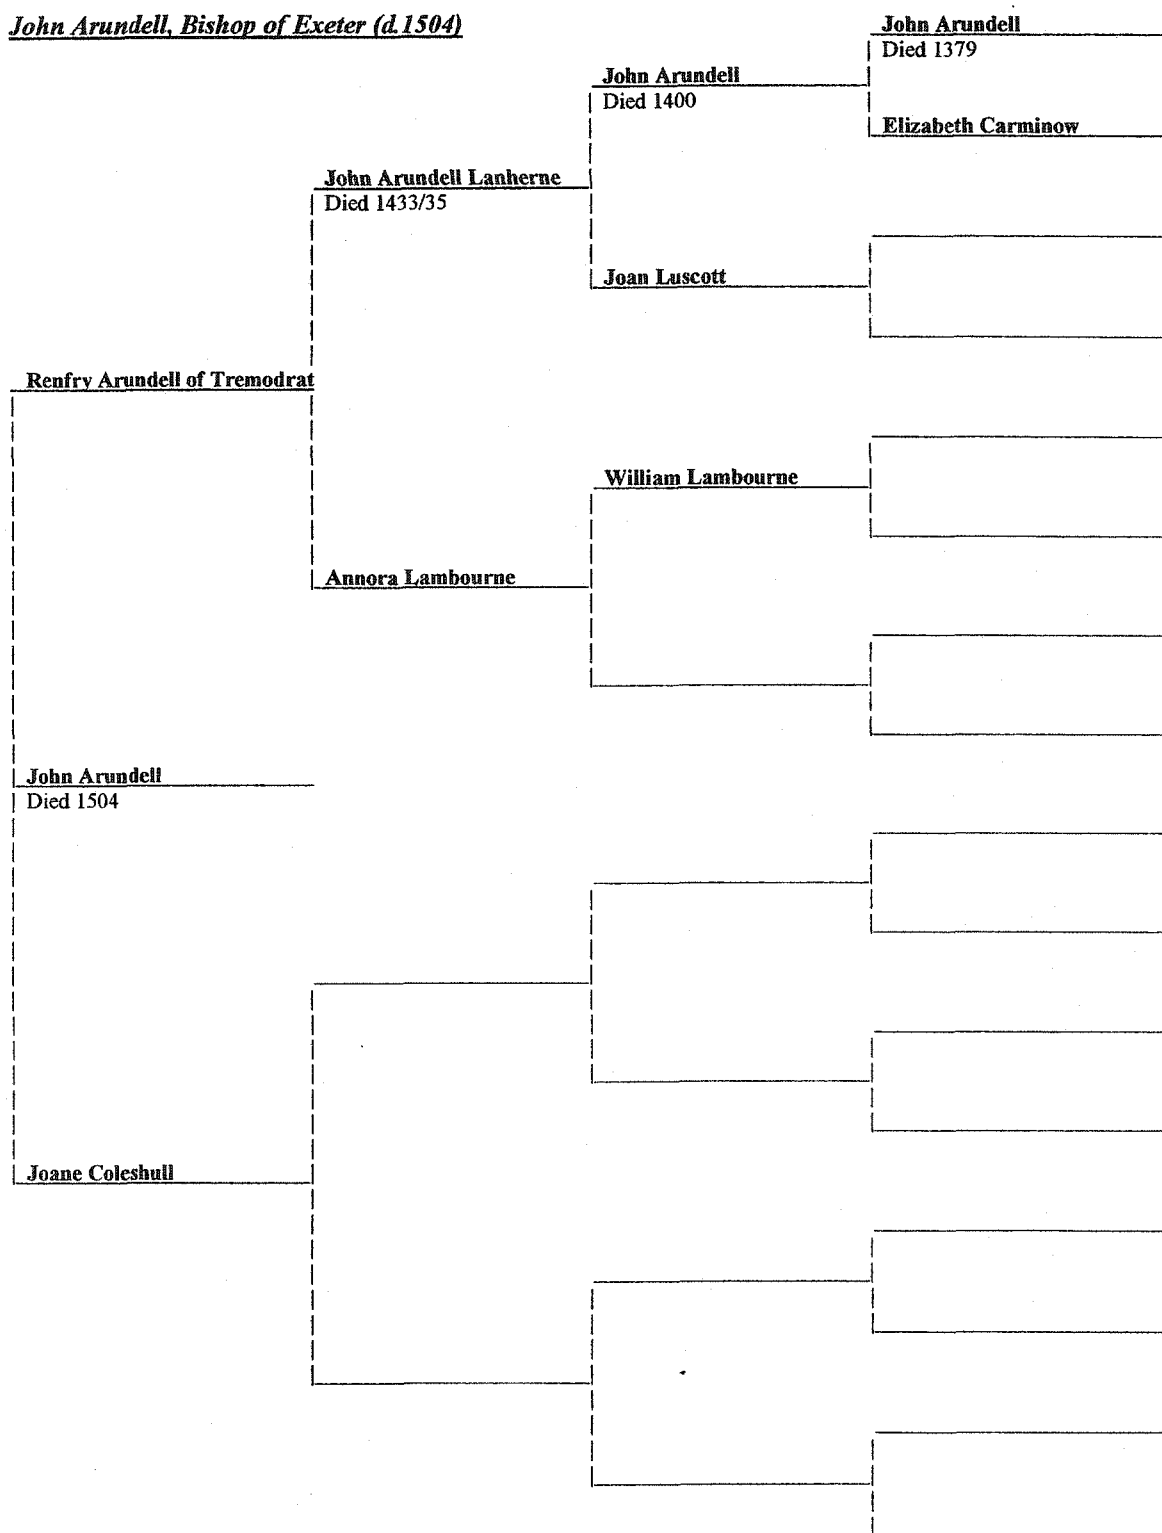 John Arundell, Bishop of Exeter (d.1504)
John Arundell
Died 1379
John Arundell
Died 1400
Elizabeth Carminow
John Arundell Lanherne
Died 1433/35
Joan Luscott
Renfry Arundell of Tremodrat
William Lambourne
Annora Lambourne
John Arundell
Died 1504
Joane Coleshull